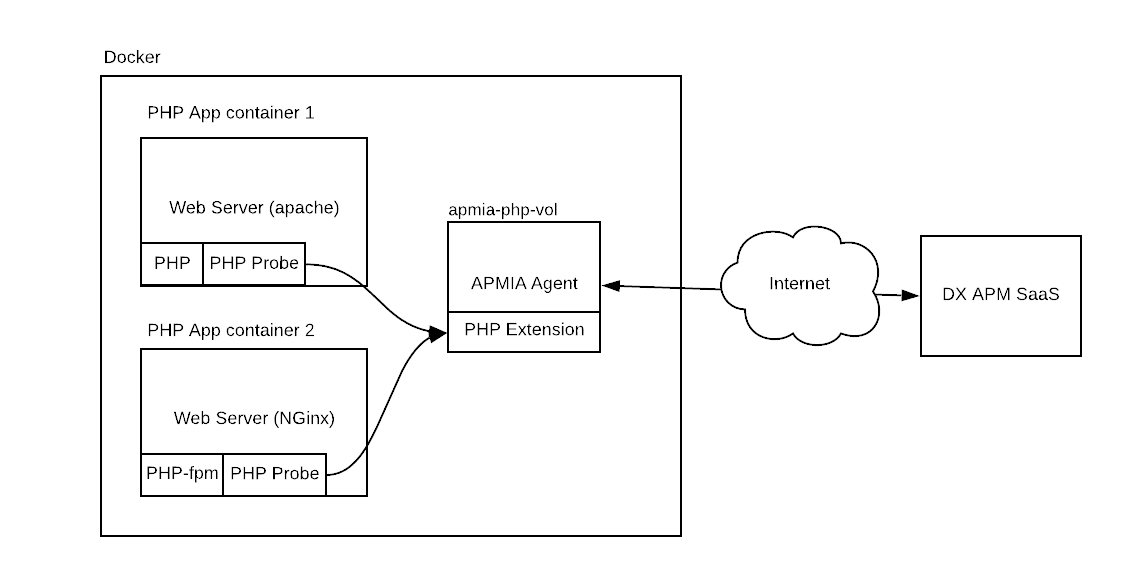 Docker
PHP App container 1
Web Server (apache)
PHP
PHP Probe
PHP App container 2
Web Server (NGinx)
PHP-fpm
PHP Probe
apmia-php-vol
APMIA Agent
PHP Extension
Internet
DX APM SaaS